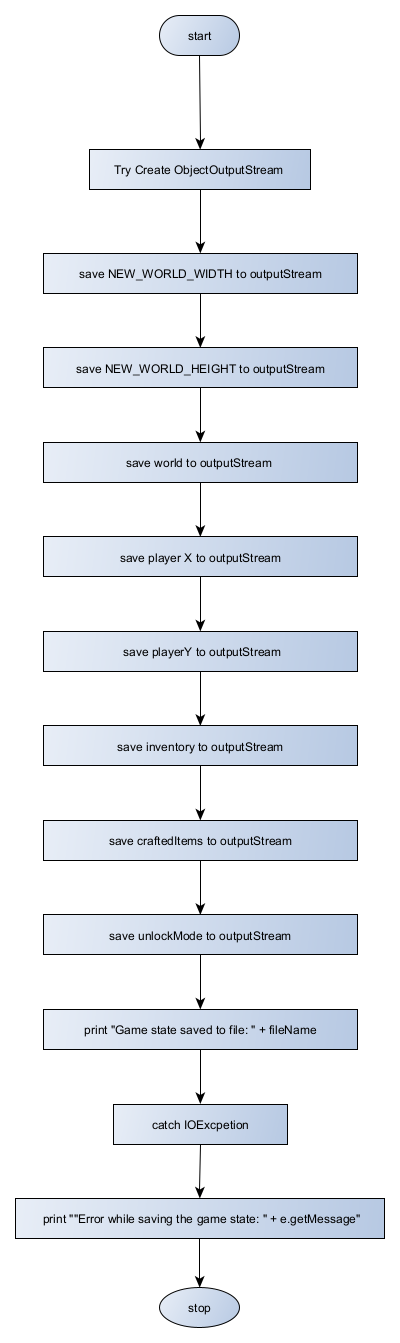 start
Try Create ObjectOutputStream
save NEW_WORLD_WIDTH to outputStream
save NEW_WORLD_HEIGHT to outputStream
save world to outputStream
save player X to outputStream
save playerY to outputStream
save inventory to outputStream
save craftedItems to outputStream
save unlockMode to outputStream
print "Game state saved to file: " + fileName
catch IOExcpetion
print ""Error while saving the game state: " + e.getMessage"
stop